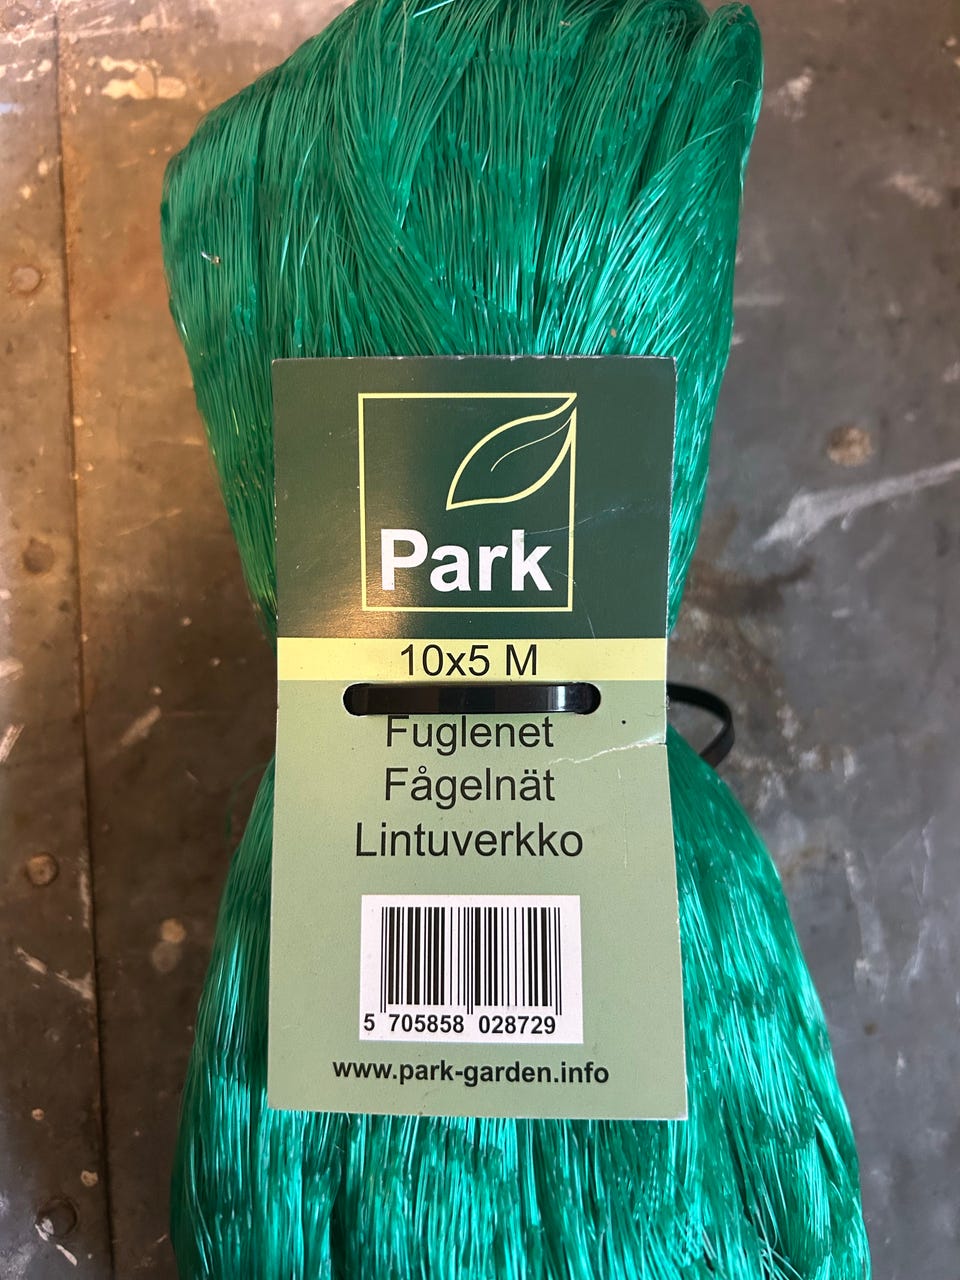 Park
10x5 M
Fuglenet
Fågelnät
Lintuverkko
5 705858 028729
www.park-garden.info